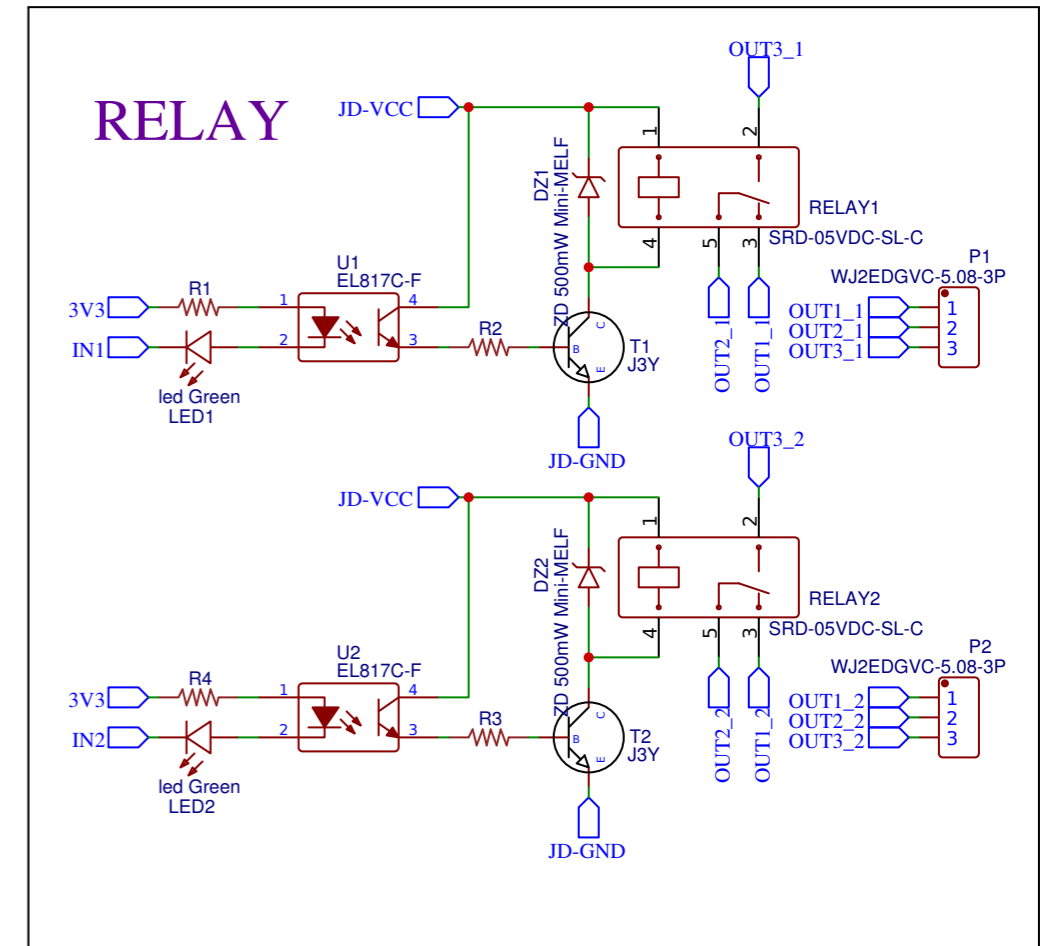 RELAY
OUT3_1
JD-VCC
DZ1
ZD 500mW Mini-MELF
1
2
4
5
3
RELAY1
SRD-05VDC-SL-C
OUT2_1
OUT1_1
P1
WJ2EDGVC-5.08-3P
OUT1_1
OUT2_1
OUT3_1
1
2
3
U1
EL817C-F
3V3
R1
1
4
IN1
2
3
R2
led Green
LED1
C
B
E
T1
J3Y
JD-GND
OUT3_2
JD-VCC
DZ2
ZD 500mW Mini-MELF
1
2
4
5
3
RELAY2
SRD-05VDC-SL-C
OUT2_2
OUT1_2
P2
WJ2EDGVC-5.08-3P
OUT1_2
OUT2_2
OUT3_2
1
2
3
U2
EL817C-F
3V3
R4
1
4
IN2
2
3
R3
led Green
LED2
C
B
E
T2
J3Y
JD-GND